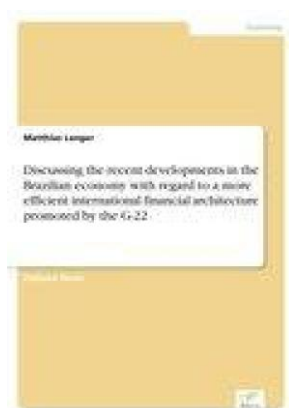 Matthias Langer
Discussing the recent developments in the
Brazilian economy with regard to a more
efficient international financial architecture
promoted by the G-22